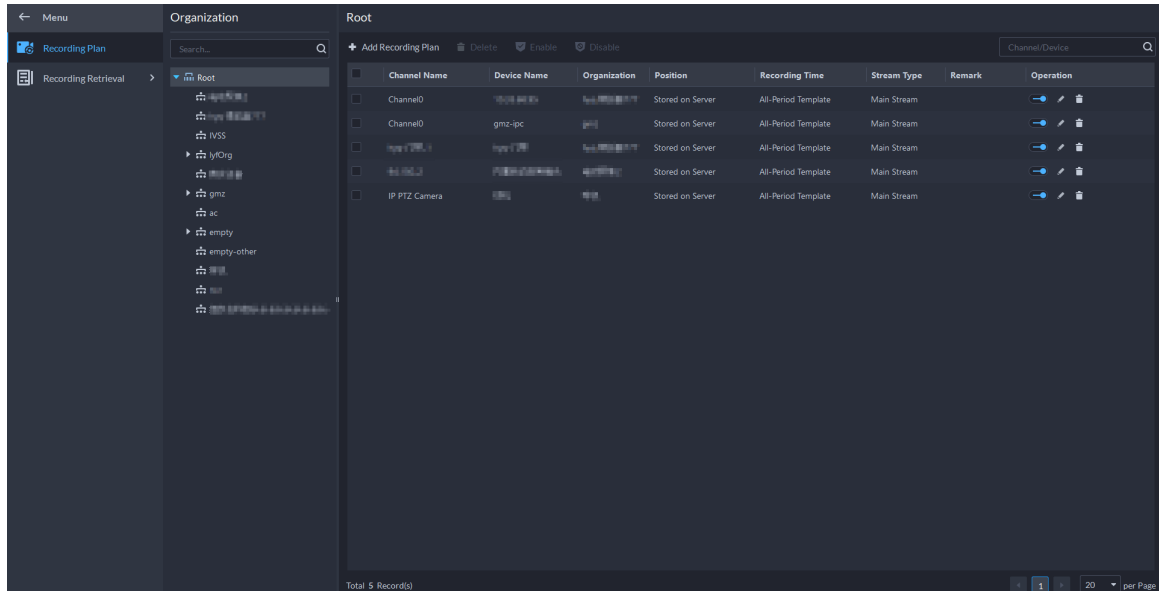 Menu
Recording Plan
Recording Retrieval
Organization
Search...
Root
IVSS
lyfOrg
gmz
ac
empty
empty-other
Root
Add Recording Plan Delete Enable Disable Channel/Device
Channel Name Device Name Organization Position Recording Time Stream Type Remark Operation
Channel0 Stored on Server All-Period Template Main Stream
Channel0 gmz-ipc Stored on Server All-Period Template Main Stream
Stored on Server All-Period Template Main Stream
Stored on Server All-Period Template Main Stream
IP PTZ Camera Stored on Server All-Period Template Main Stream
Total 5 Record(s) 1 20 per Page